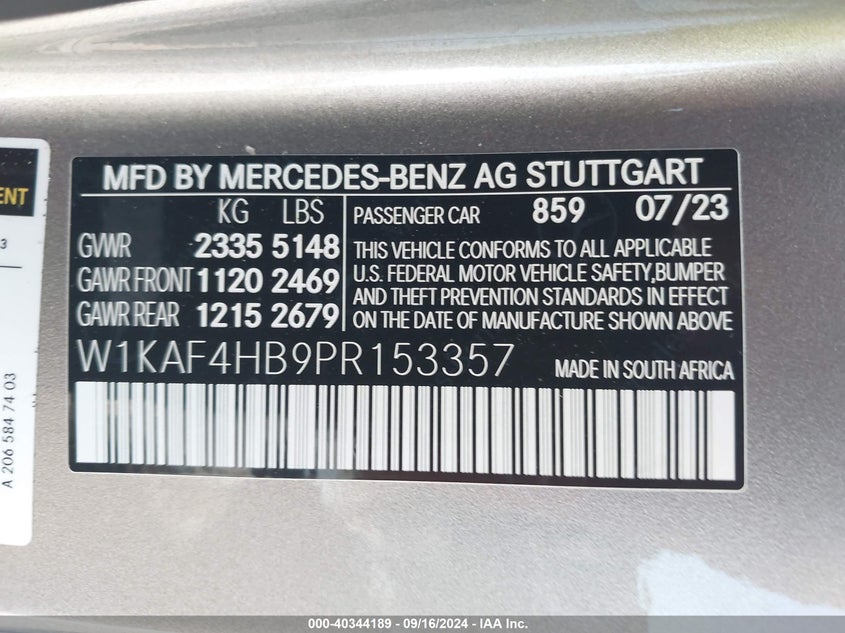 MFD BY MERCEDES-BENZ AG STUTTGART
KG LBS
GVWR 2335 5148
GAWR FRONT 1120 2469
GAWR REAR 1215 2679
PASSENGER CAR 859 07/23
THIS VEHICLE CONFORMS TO ALL APPLICABLE
U.S. FEDERAL MOTOR VEHICLE SAFETY,BUMPER
AND THEFT PREVENTION STANDARDS IN EFFECT
ON THE DATE OF MANUFACTURE SHOWN ABOVE
W1KAF4HB9PR153357 MADE IN SOUTH AFRICA
A 206 584 74 03
000-40344189 - 09/16/2024 - IAA Inc.